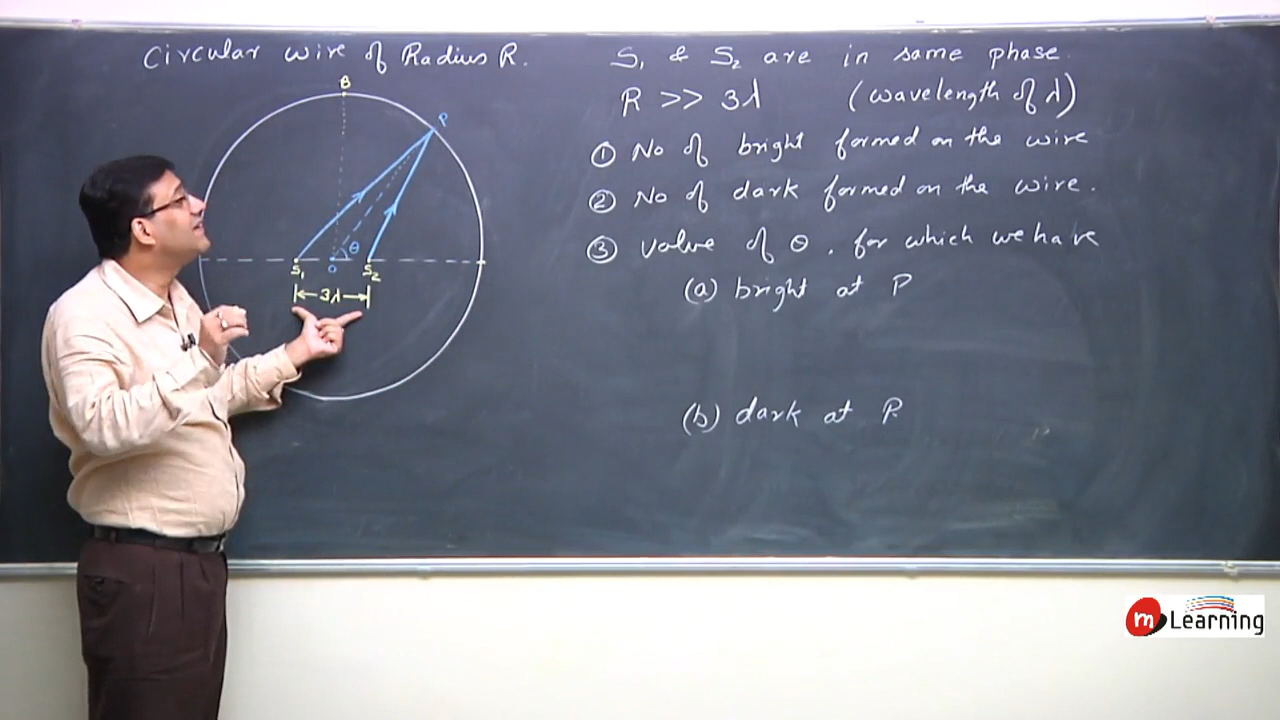 Circular wire of Radius R.
S₁ & S₂ are in same phase.
R >> 3λ (wavelength of λ)
① No of bright formed on the wire
② No of dark formed on the wire.
③ Value of θ, for which we have
(a) bright at P
(b) dark at P.
B
P
θ
S₁ O S₂
3λ
m Learning